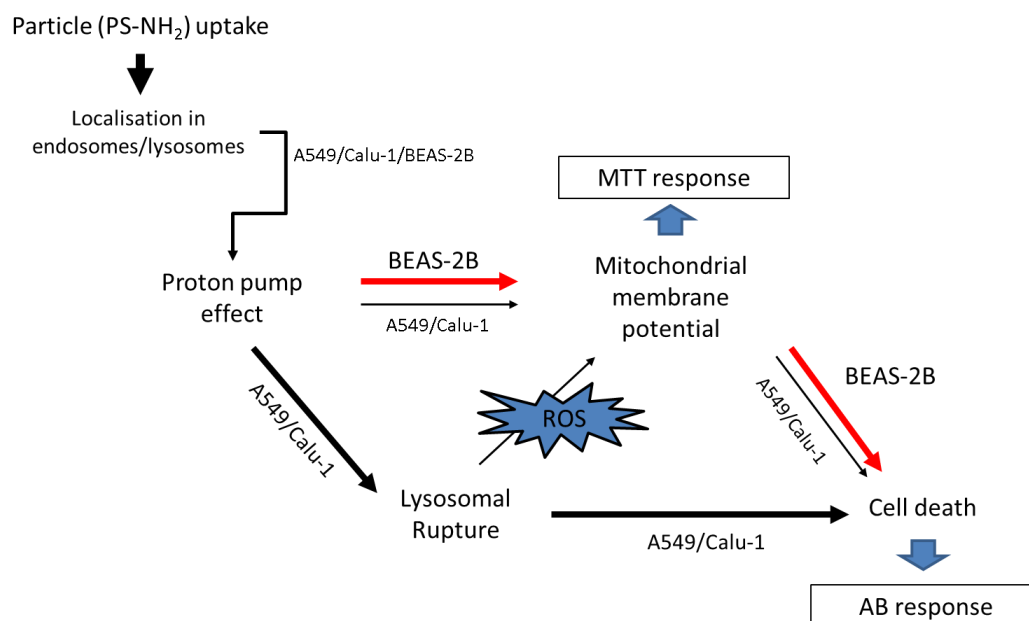 Particle (PS-NH₂) uptake
Localisation in
endosomes/lysosomes
A549/Calu-1/BEAS-2B
MTT response
Proton pump
effect
BEAS-2B
A549/Calu-1
Mitochondrial
membrane
potential
A549/Calu-1
ROS
BEAS-2B
A549/Calu-1
Lysosomal
Rupture
A549/Calu-1
Cell death
AB response